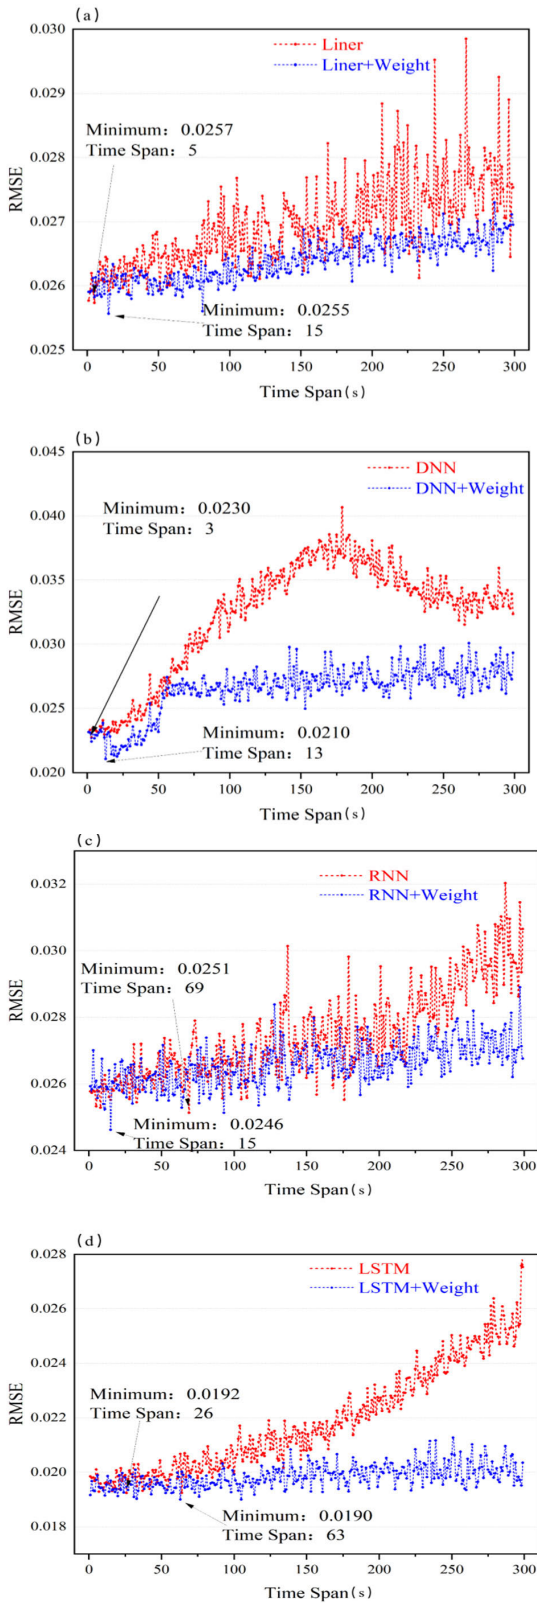 (a)
0.030
Liner
Liner+Weight
0.029
Minimum: 0.0257
Time Span: 5
0.028
RMSE
0.027
0.026
Minimum: 0.0255
Time Span: 15
0.025
0
50
100
150
200
250
300
Time Span(s)
(b)
0.045
DNN
DNN+Weight
Minimum: 0.0230
Time Span: 3
0.040
0.035
RMSE
0.030
0.025
Minimum: 0.0210
Time Span: 13
0.020
0
50
100
150
200
250
300
Time Span(s)
(c)
RNN
RNN+Weight
0.032
0.030
Minimum: 0.0251
Time Span: 69
RMSE
0.028
0.026
Minimum: 0.0246
Time Span: 15
0.024
0
50
100
150
200
250
300
Time Span(s)
(d)
0.028
LSTM
LSTM+Weight
0.026
0.024
RMSE
Minimum: 0.0192
Time Span: 26
0.022
0.020
Minimum: 0.0190
Time Span: 63
0.018
0
50
100
150
200
250
300
Time Span(s)